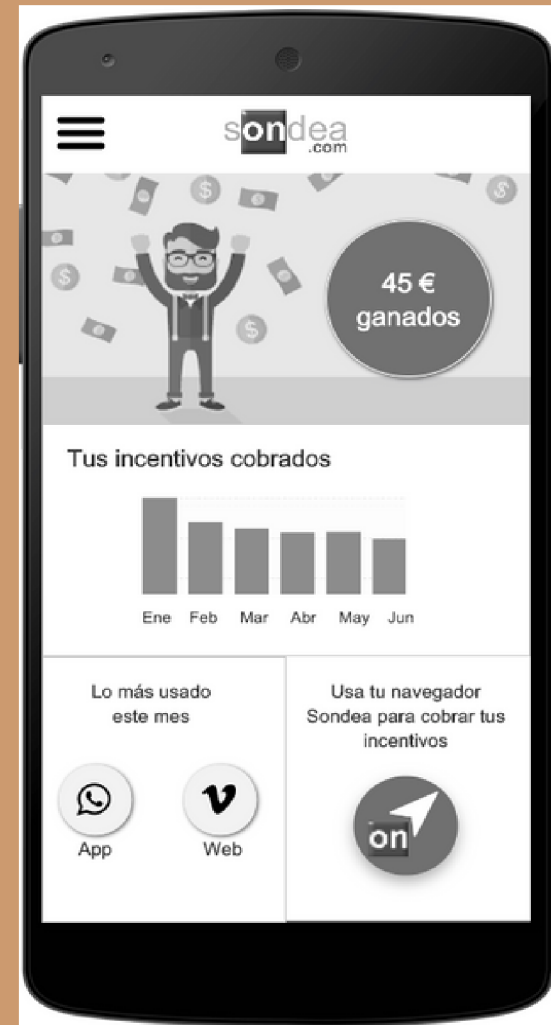 sondea
.com
45 €
ganados
Tus incentivos cobrados
Ene Feb Mar Abr May Jun
Lo más usado
este mes
App Web
Usa tu navegador
Sondea para cobrar tus
incentivos
on